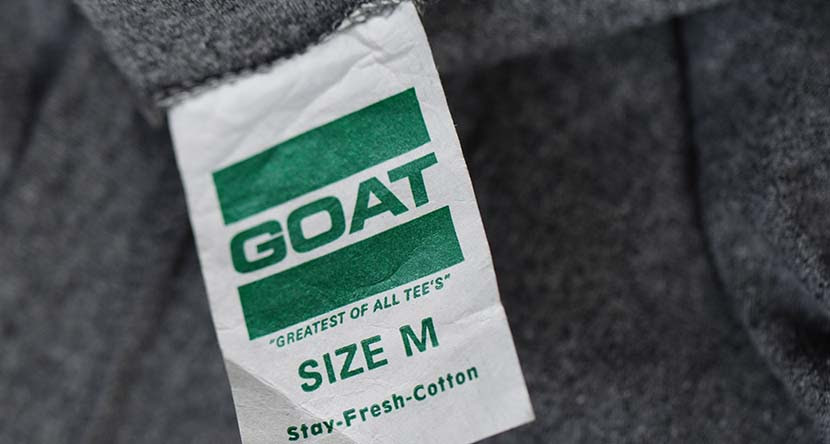 GOAT
"GREATEST OF ALL TEE'S"
SIZE M
Stay-Fresh-Cotton